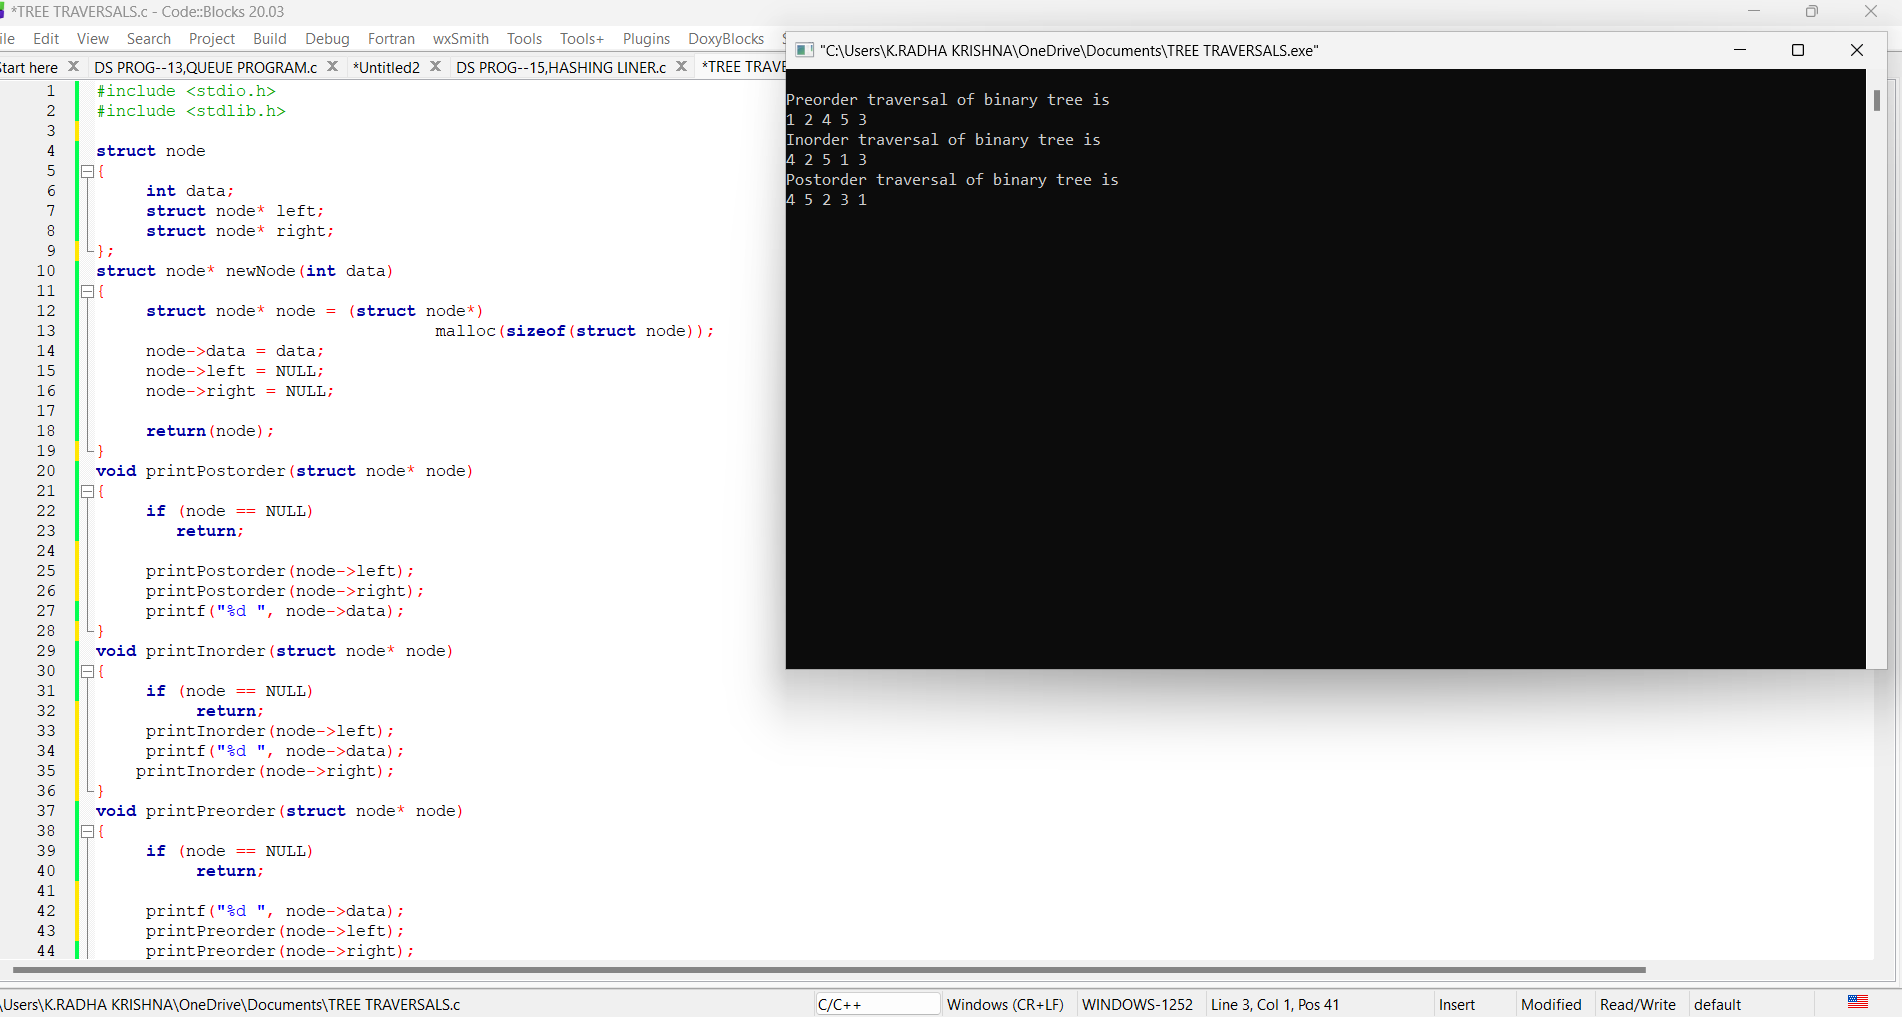 *TREE TRAVERSALS.c - Code::Blocks 20.03
ile Edit View Search Project Build Debug Fortran wxSmith Tools Tools+ Plugins DoxyBlocks
tart here DS PROG--13,QUEUE PROGRAM.c *Untitled2 DS PROG--15,HASHING LINER.c *TREE TRAVE
1 #include <stdio.h>
2 #include <stdlib.h>
3
4 struct node
5 {
6 int data;
7 struct node* left;
8 struct node* right;
9 };
10 struct node* newNode(int data)
11 {
12 struct node* node = (struct node*)
13 malloc(sizeof(struct node));
14 node->data = data;
15 node->left = NULL;
16 node->right = NULL;
17
18 return(node);
19 }
20 void printPostorder(struct node* node)
21 {
22 if (node == NULL)
23 return;
24
25 printPostorder(node->left);
26 printPostorder(node->right);
27 printf("%d ", node->data);
28 }
29 void printInorder(struct node* node)
30 {
31 if (node == NULL)
32 return;
33 printInorder(node->left);
34 printf("%d ", node->data);
35 printInorder(node->right);
36 }
37 void printPreorder(struct node* node)
38 {
39 if (node == NULL)
40 return;
41
42 printf("%d ", node->data);
43 printPreorder(node->left);
44 printPreorder(node->right);
"C:\Users\K.RADHA KRISHNA\OneDrive\Documents\TREE TRAVERSALS.exe"
Preorder traversal of binary tree is
1 2 4 5 3
Inorder traversal of binary tree is
4 2 5 1 3
Postorder traversal of binary tree is
4 5 2 3 1
\Users\K.RADHA KRISHNA\OneDrive\Documents\TREE TRAVERSALS.c C/C++ Windows (CR+LF) WINDOWS-1252 Line 3, Col 1, Pos 41 Insert Modified Read/Write default